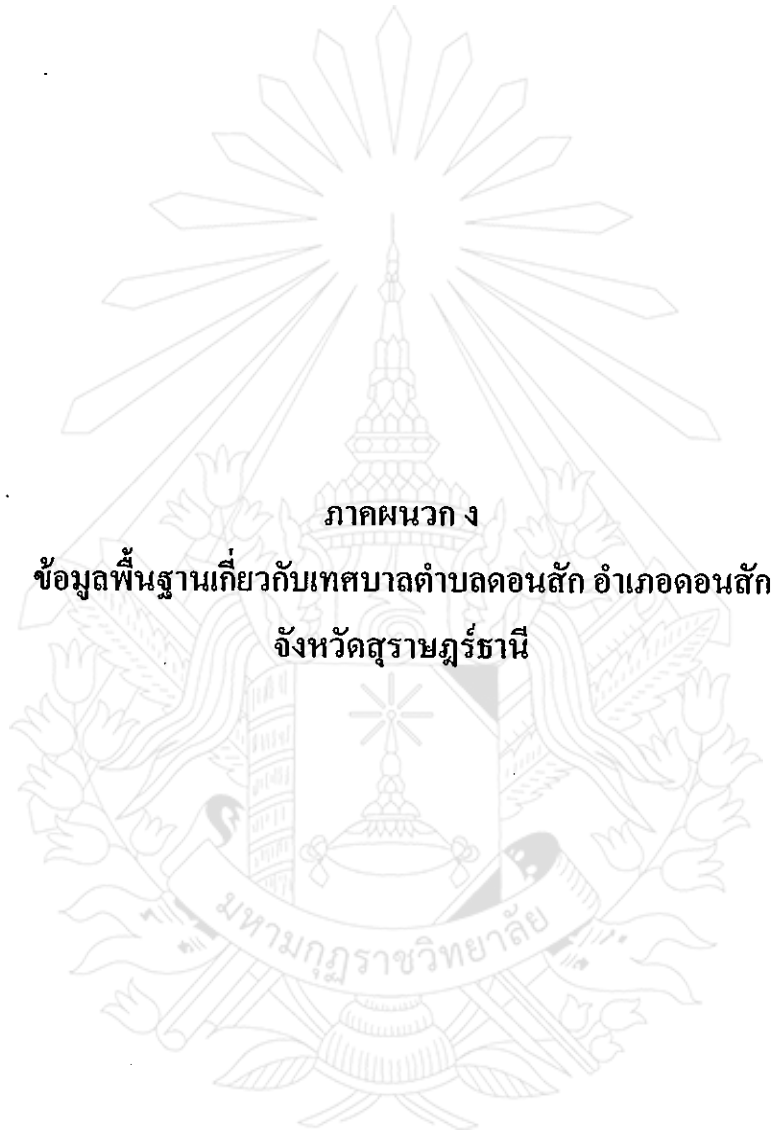 ภาคผนวก ง
ข้อมูลพื้นฐานเกี่ยวกับเทศบาลตำบลดอนสัก อำเภอดอนสัก
จังหวัดสุราษฎร์ธานี
มหามกุฏราชวิทยาลัย